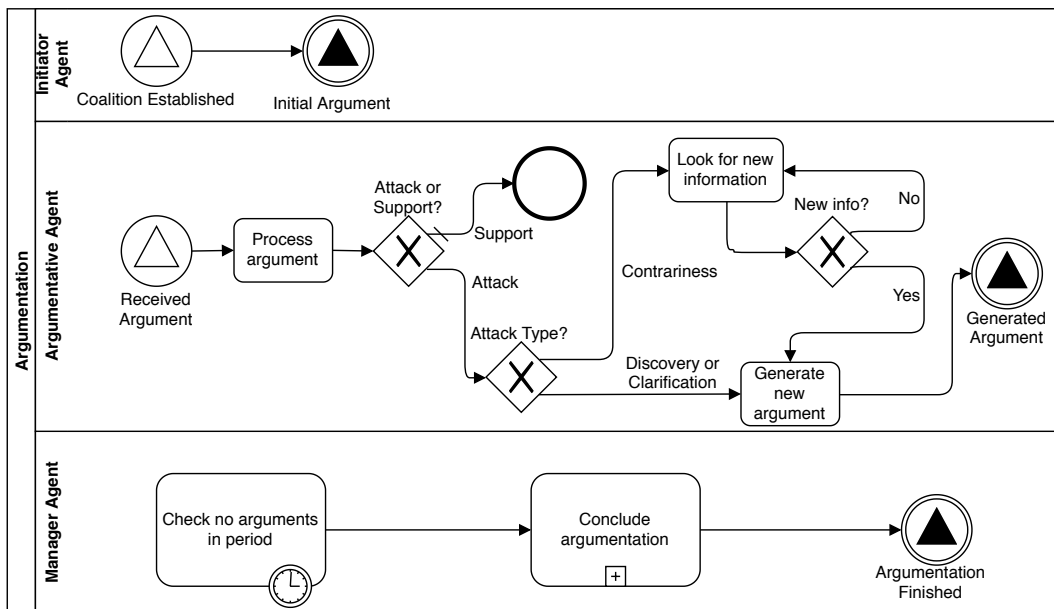 Argumentation
Initiator
Agent
Coalition Established
Initial Argument
Argumentative Agent
Received
Argument
Process
argument
Attack or
Support?
Support
Attack
Attack Type?
Contrariness
Discovery or
Clarification
Look for new
information
New info?
No
Yes
Generate
new
argument
Generated
Argument
Manager Agent
Check no arguments
in period
Conclude
argumentation
Argumentation
Finished